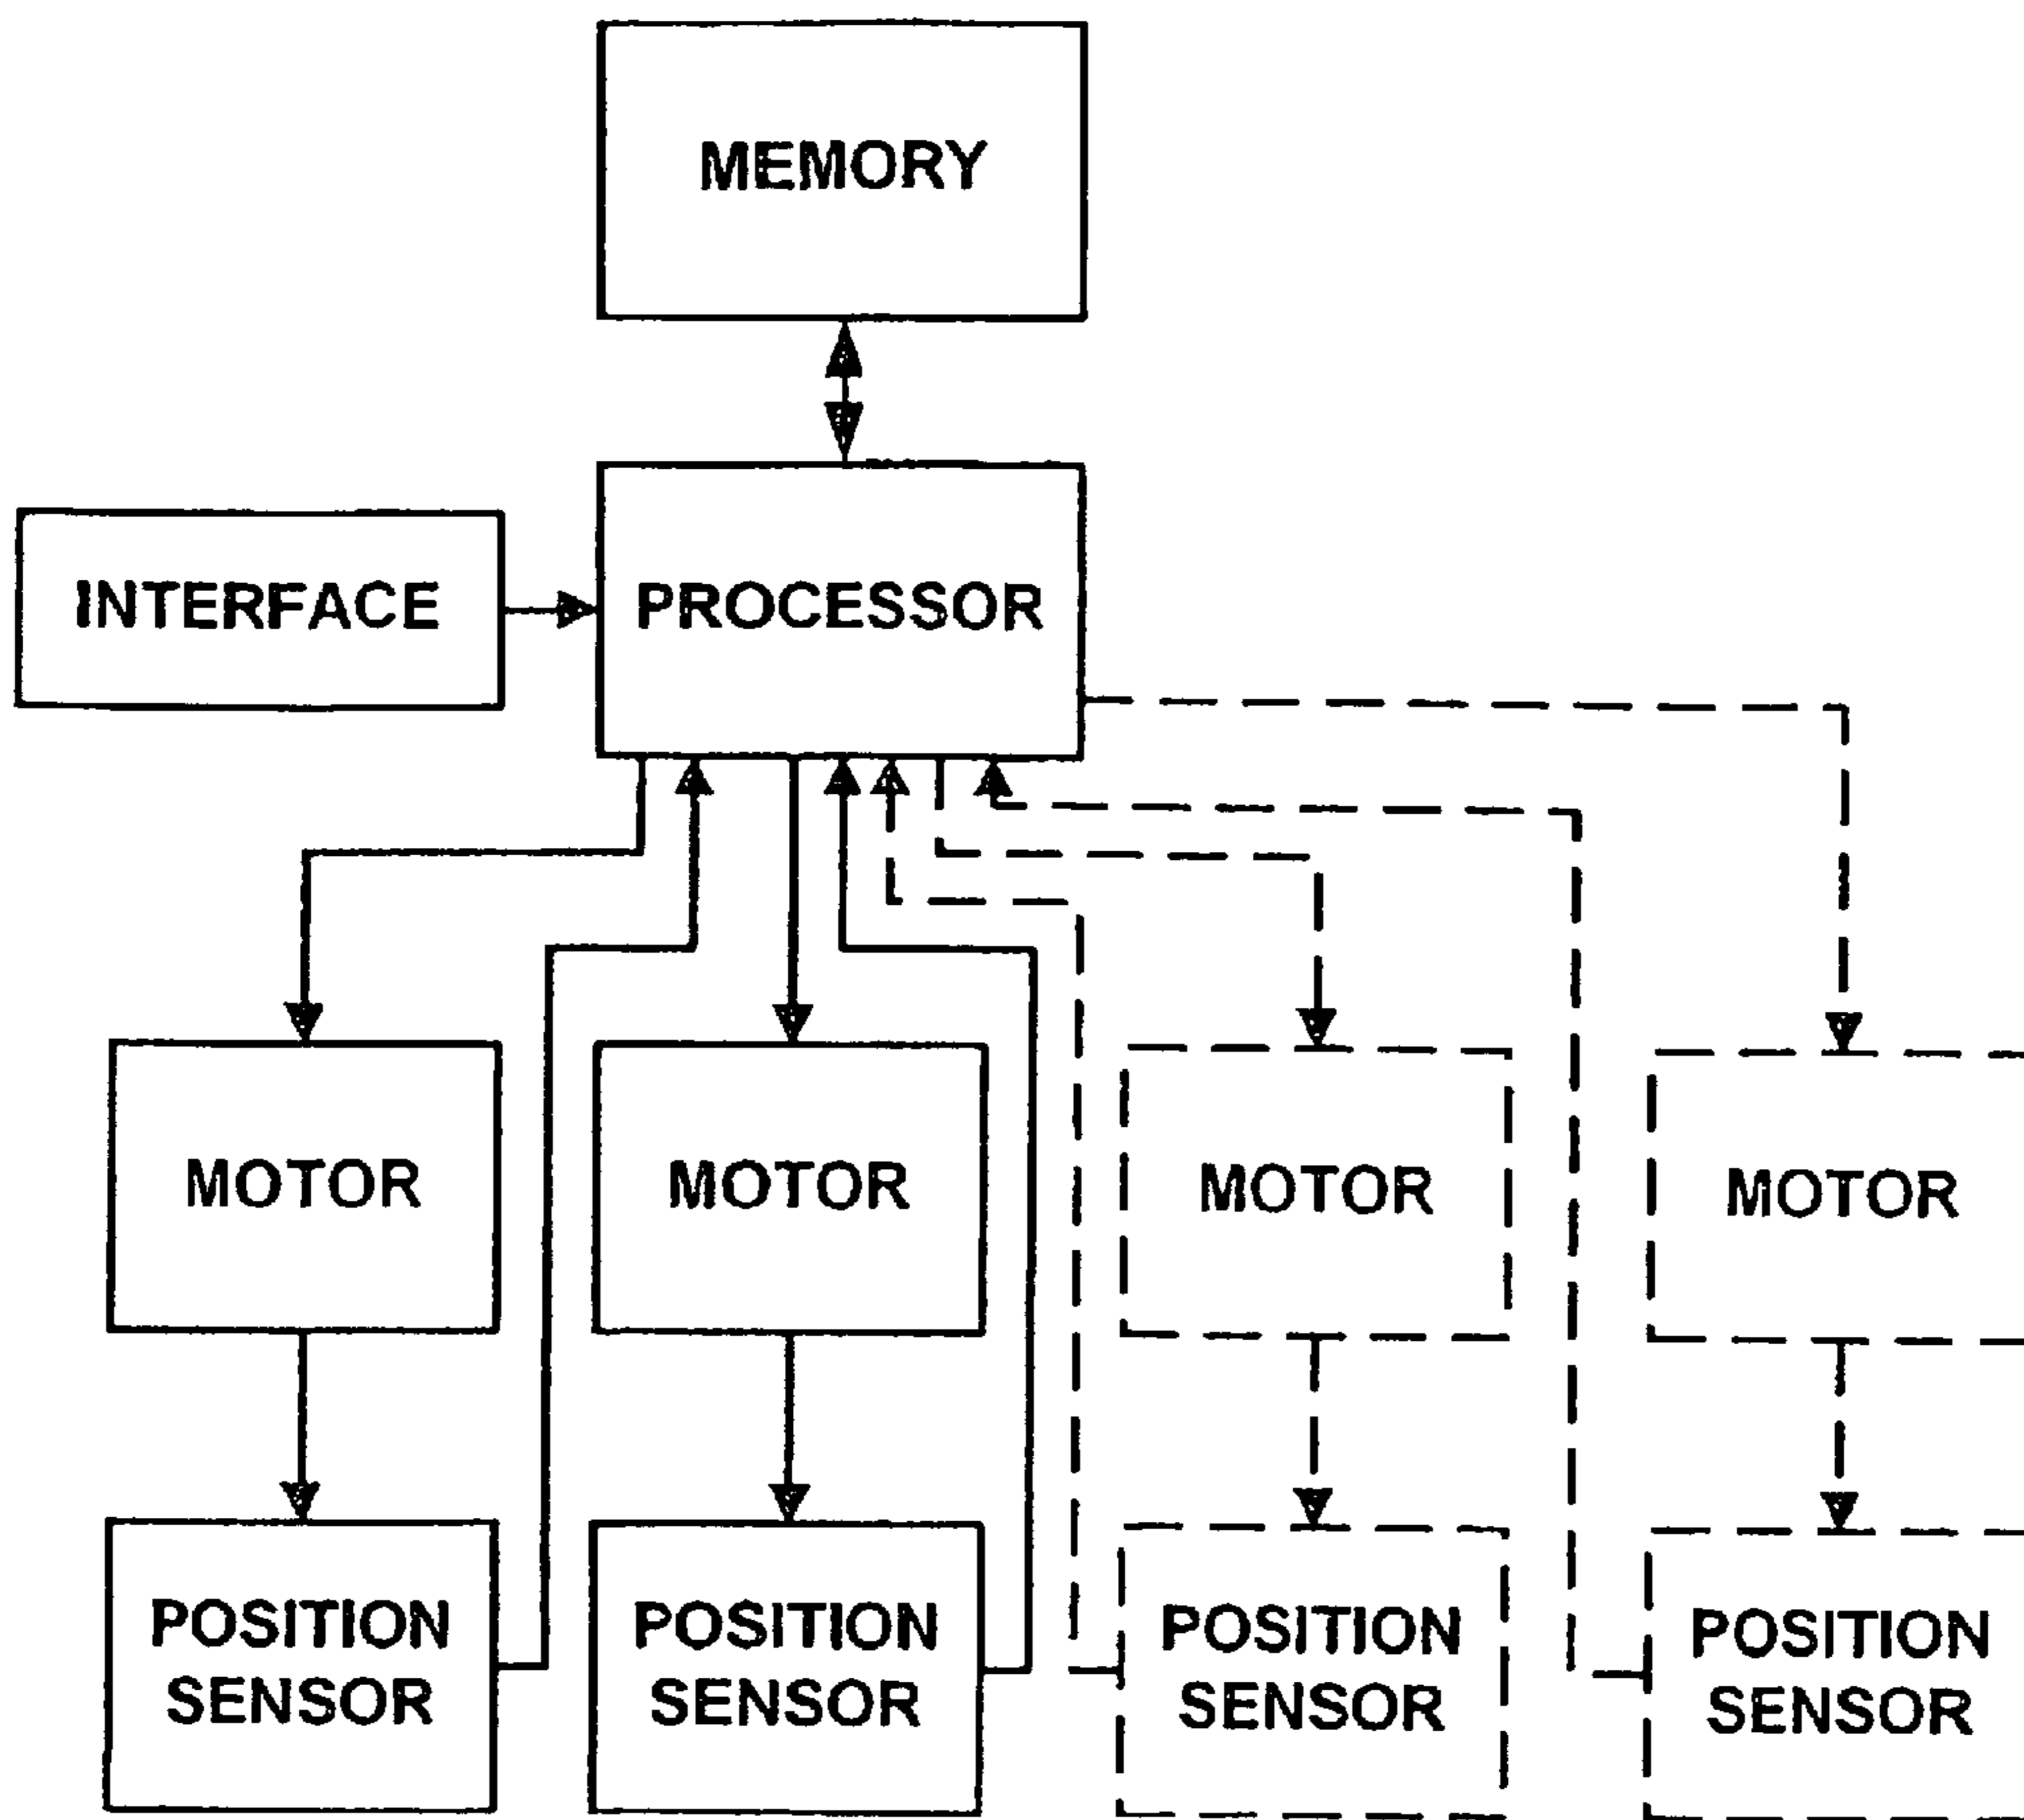 MEMORY
INTERFACE
PROCESSOR
MOTOR
MOTOR
MOTOR
MOTOR
POSITION
SENSOR
POSITION
SENSOR
POSITION
SENSOR
POSITION
SENSOR